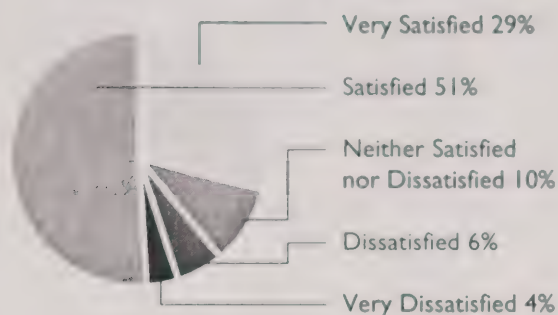 Very Satisfied 29%
Satisfied 51%
Neither Satisfied
nor Dissatisfied 10%
Dissatisfied 6%
Very Dissatisfied 4%